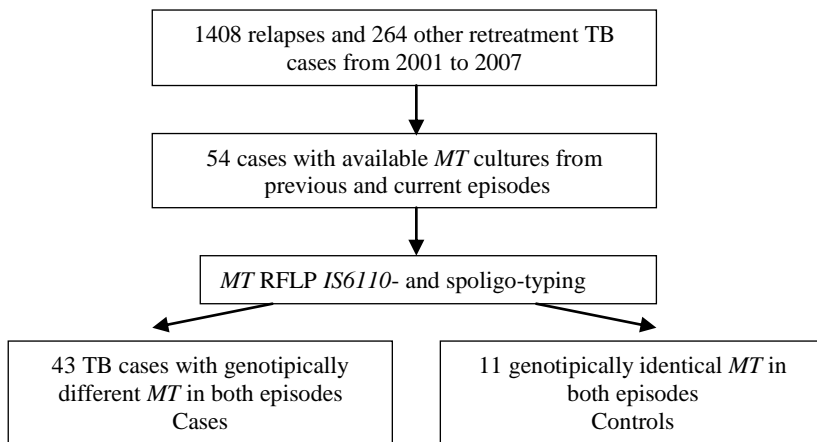 1408 relapses and 264 other retreatment TB
cases from 2001 to 2007
54 cases with available MT cultures from
previous and current episodes
MT RFLP IS6110- and spoligo-typing
43 TB cases with genotipically
different MT in both episodes
Cases
11 genotipically identical MT in
both episodes
Controls